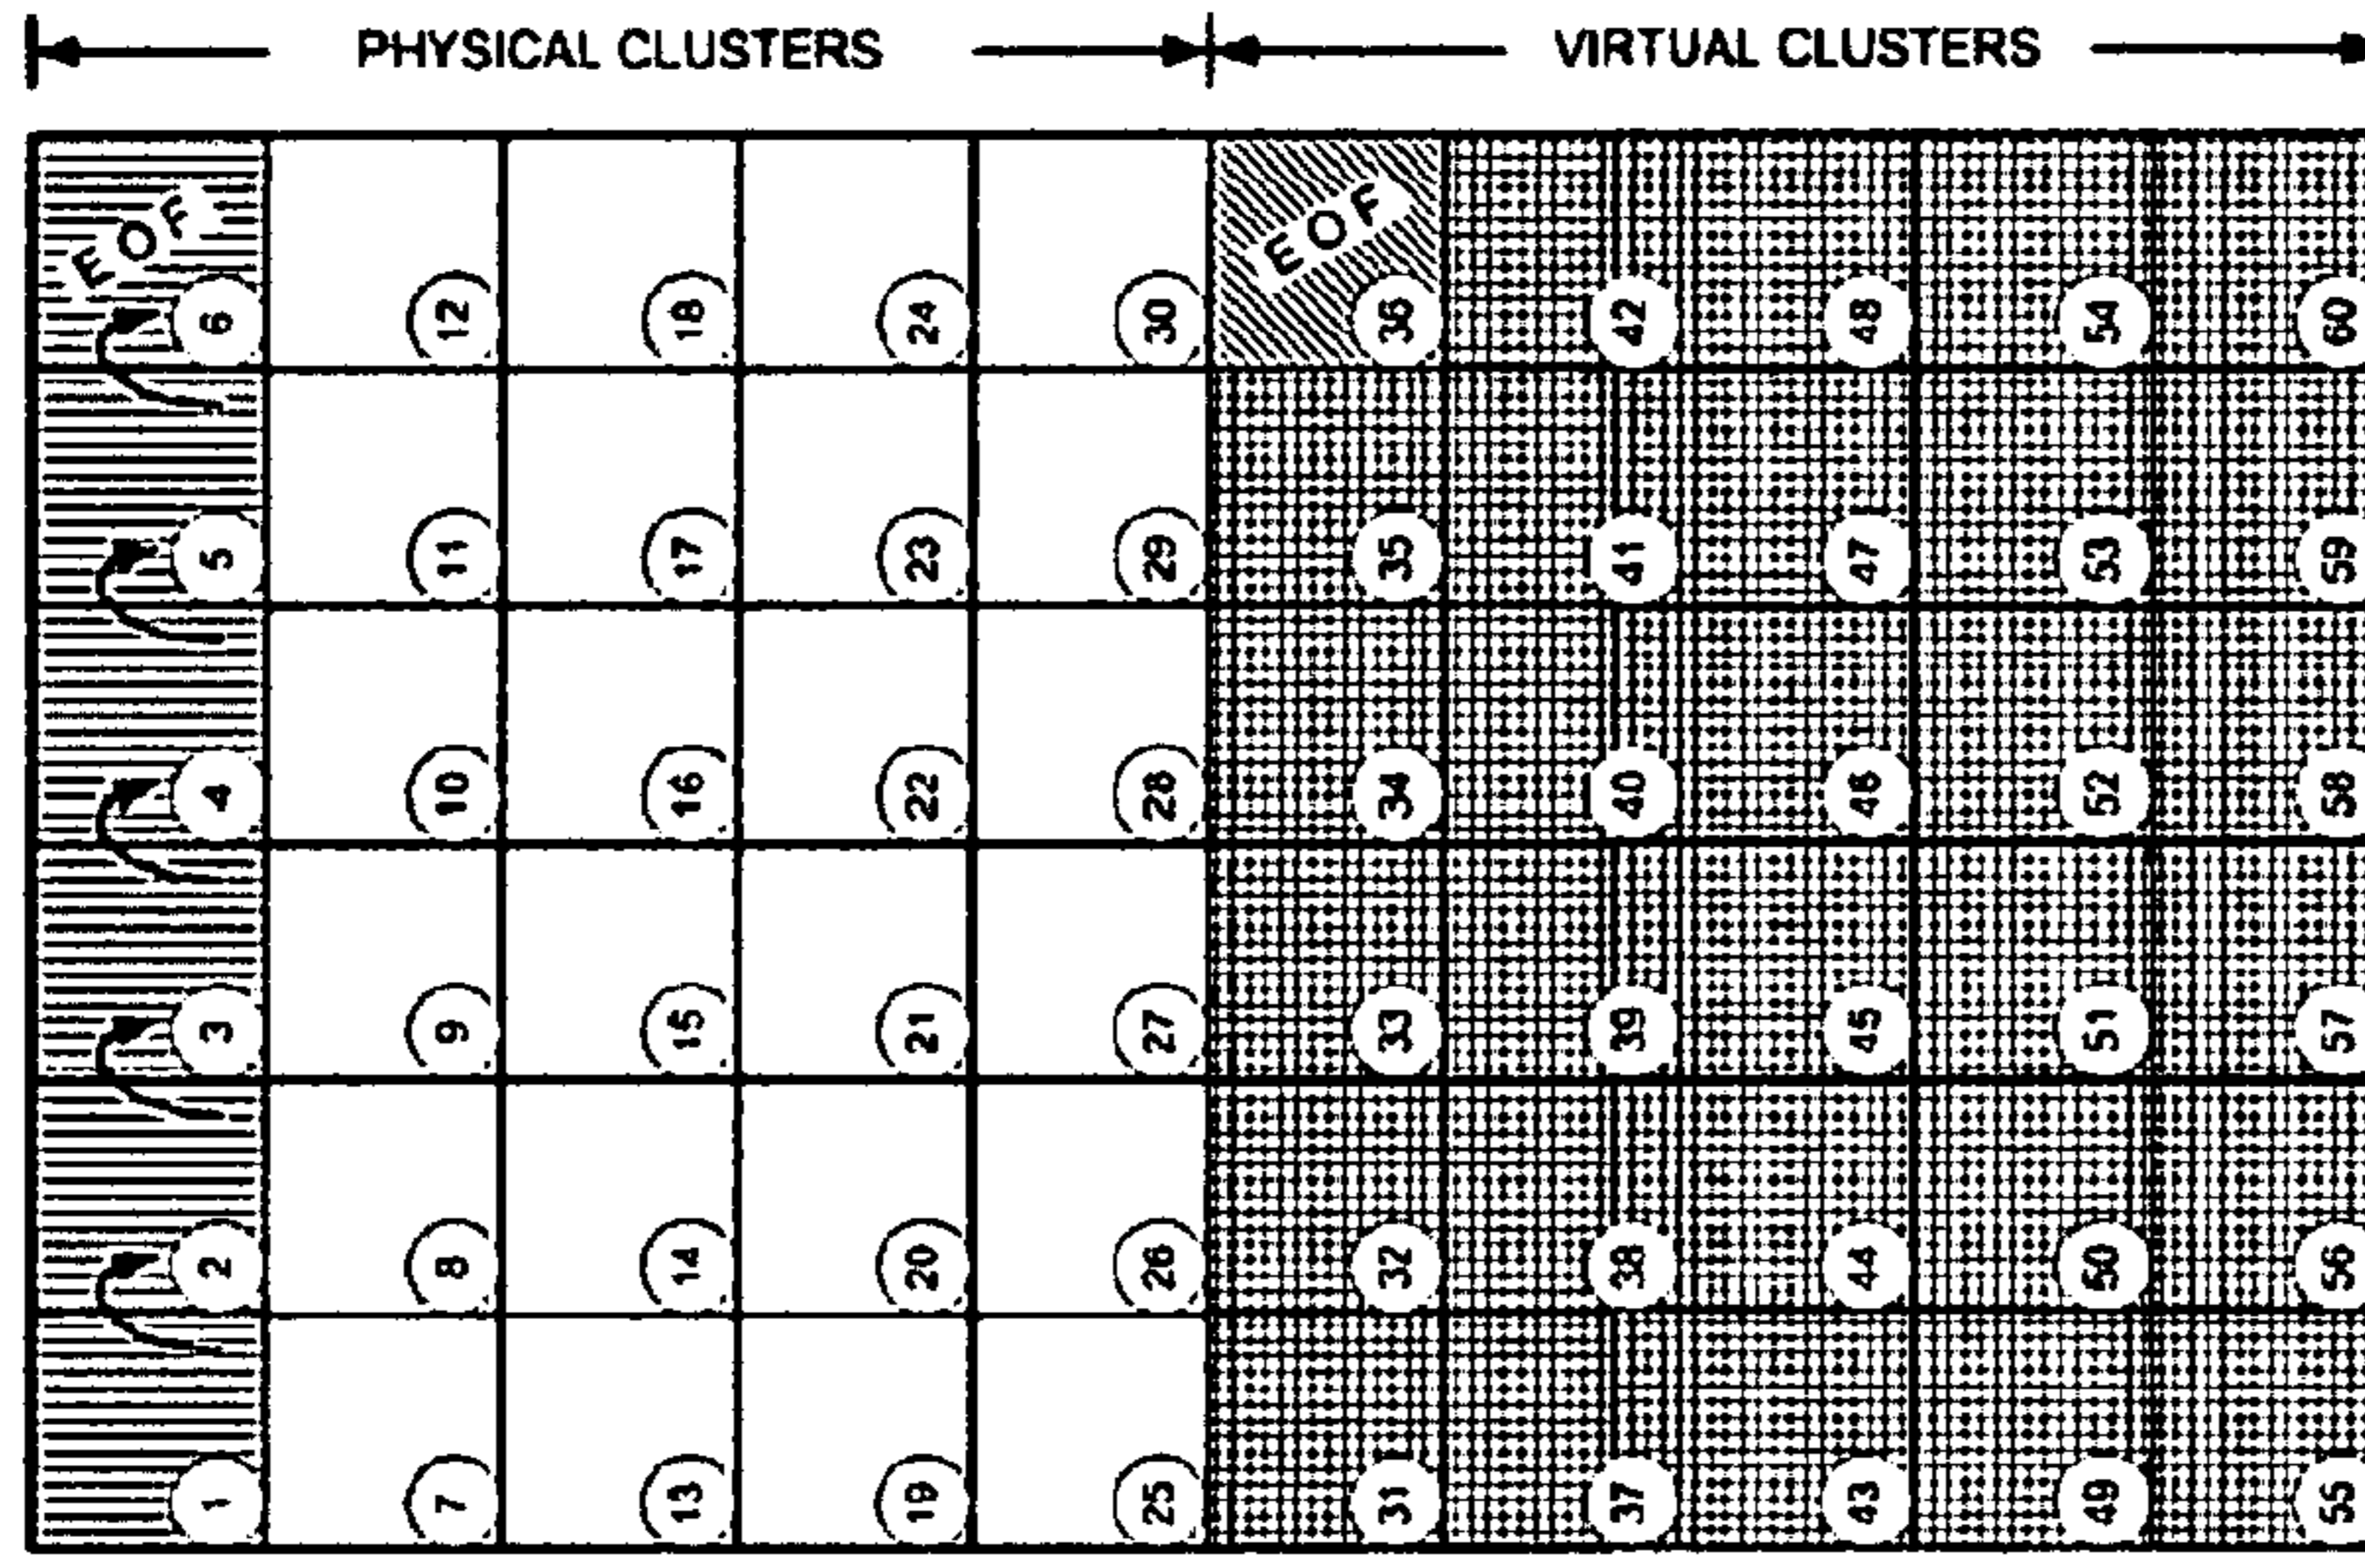 PHYSICAL CLUSTERS VIRTUAL CLUSTERS
EOF EOF
6 12 18 24 30 36 42 48 54 60
5 11 17 23 29 35 41 47 53 59
4 10 16 22 28 34 40 46 52 58
3 9 15 21 27 33 39 45 51 57
2 8 14 20 26 32 38 44 50 56
1 7 13 19 25 31 37 43 49 55